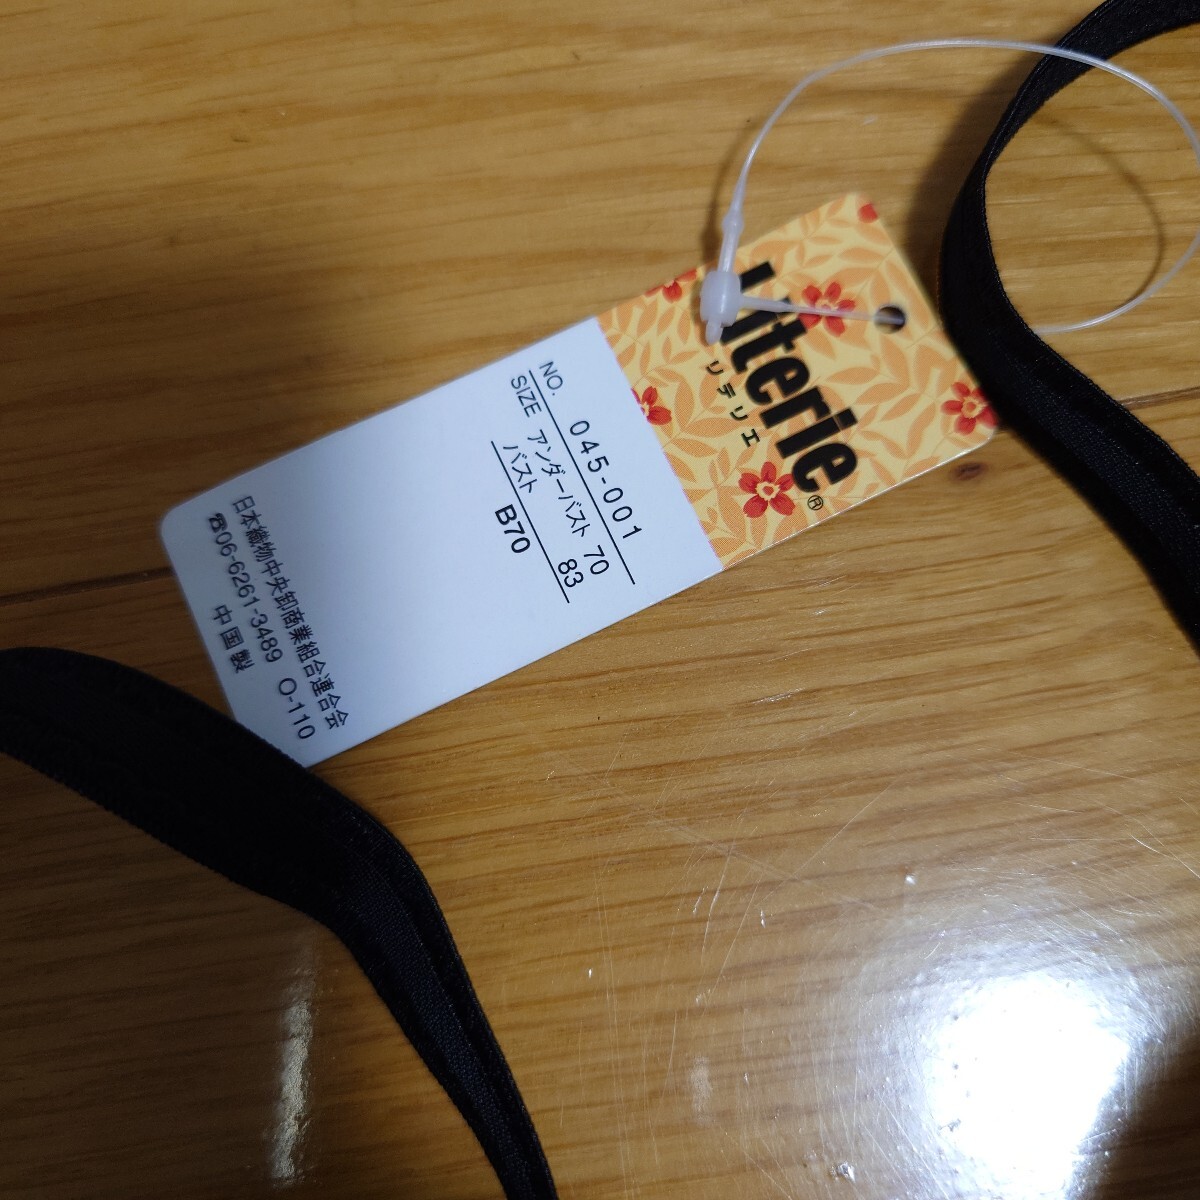 Litterie®
リテリエ
NO. 045-001
SIZE アンダーバスト 70
バスト 83
B70
日本織物中央卸商業組合連合会
☎06-6261-3489 O-110
中国製